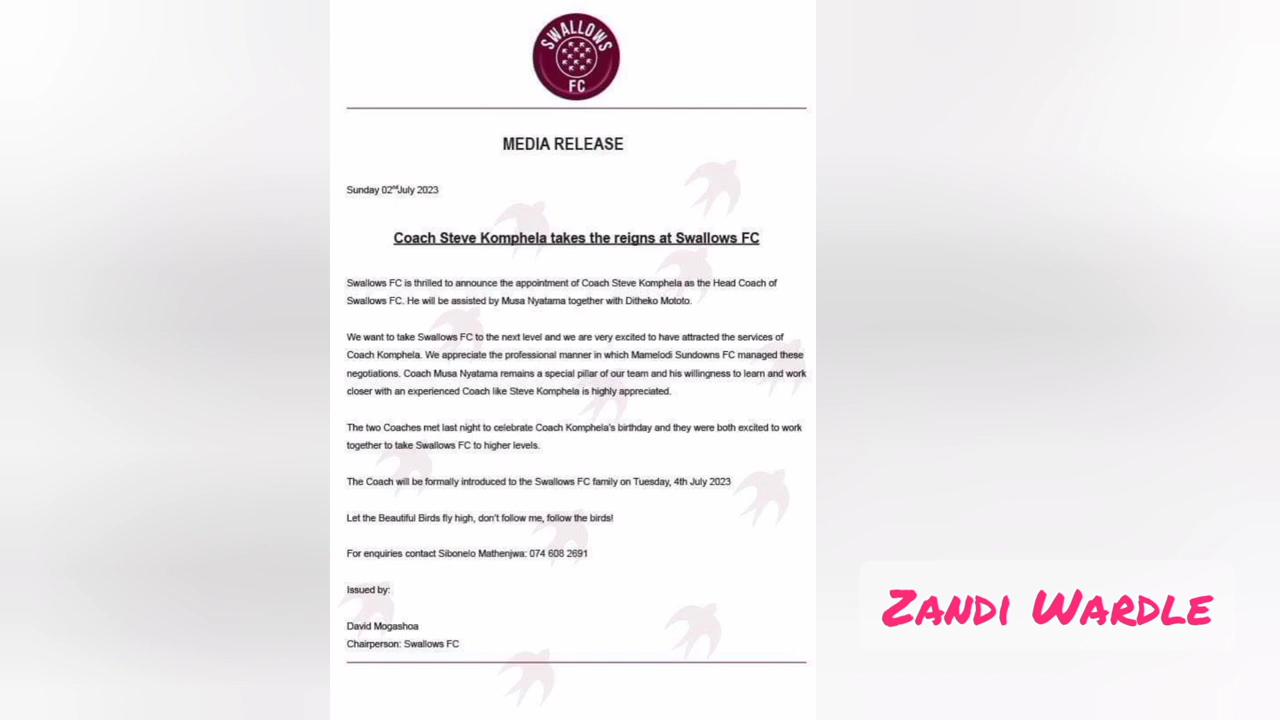 SWALLOWS
FC
MEDIA RELEASE
Sunday 02ndJuly 2023
Coach Steve Komphela takes the reigns at Swallows FC
Swallows FC is thrilled to announce the appointment of Coach Steve Komphela as the Head Coach of
Swallows FC. He will be assisted by Musa Nyatama together with Ditheko Mototo.
We want to take Swallows FC to the next level and we are very excited to have attracted the services of
Coach Komphela. We appreciate the professional manner in which Mamelodi Sundowns FC managed these
negotiations. Coach Musa Nyatama remains a special pillar of our team and his willingness to learn and work
closer with an experienced Coach like Steve Komphela is highly appreciated.
The two Coaches met last night to celebrate Coach Komphela's birthday and they were both excited to work
together to take Swallows FC to higher levels.
The Coach will be formally introduced to the Swallows FC family on Tuesday, 4th July 2023
Let the Beautiful Birds fly high, don't follow me, follow the birds!
For enquiries contact Sibonelo Mathenjwa: 074 608 2691
Issued by:
David Mogashoa
Chairperson: Swallows FC
Zandi Wardle